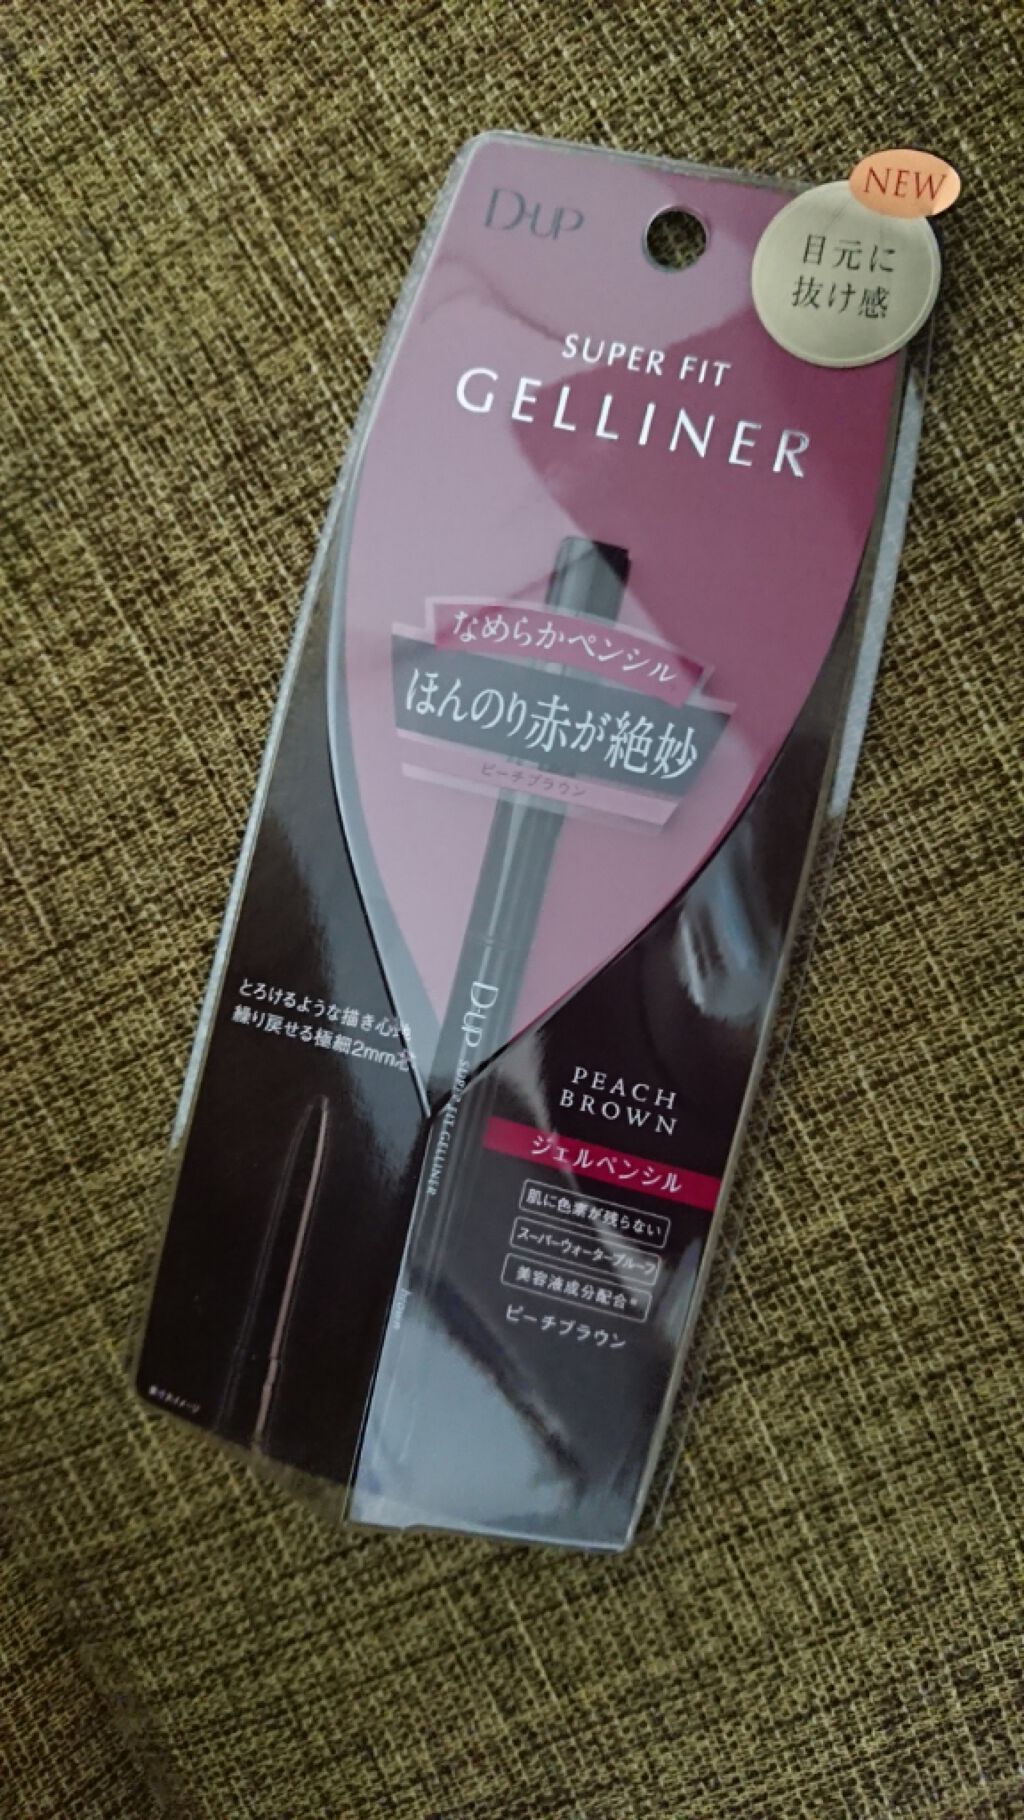 D-UP
NEW
目元に
抜け感
SUPER FIT
GELLINER
なめらかペンシル
ほんのり赤が絶妙
ピーチブラウン
とろけるような描き心地
繰り戻せる極細2mm芯
D-UP SUPER FIT GELLINER
brown
PEACH
BROWN
ジェルペンシル
肌に色素が残らない
スーパーウォータープルーフ
美容液成分配合*
ピーチブラウン